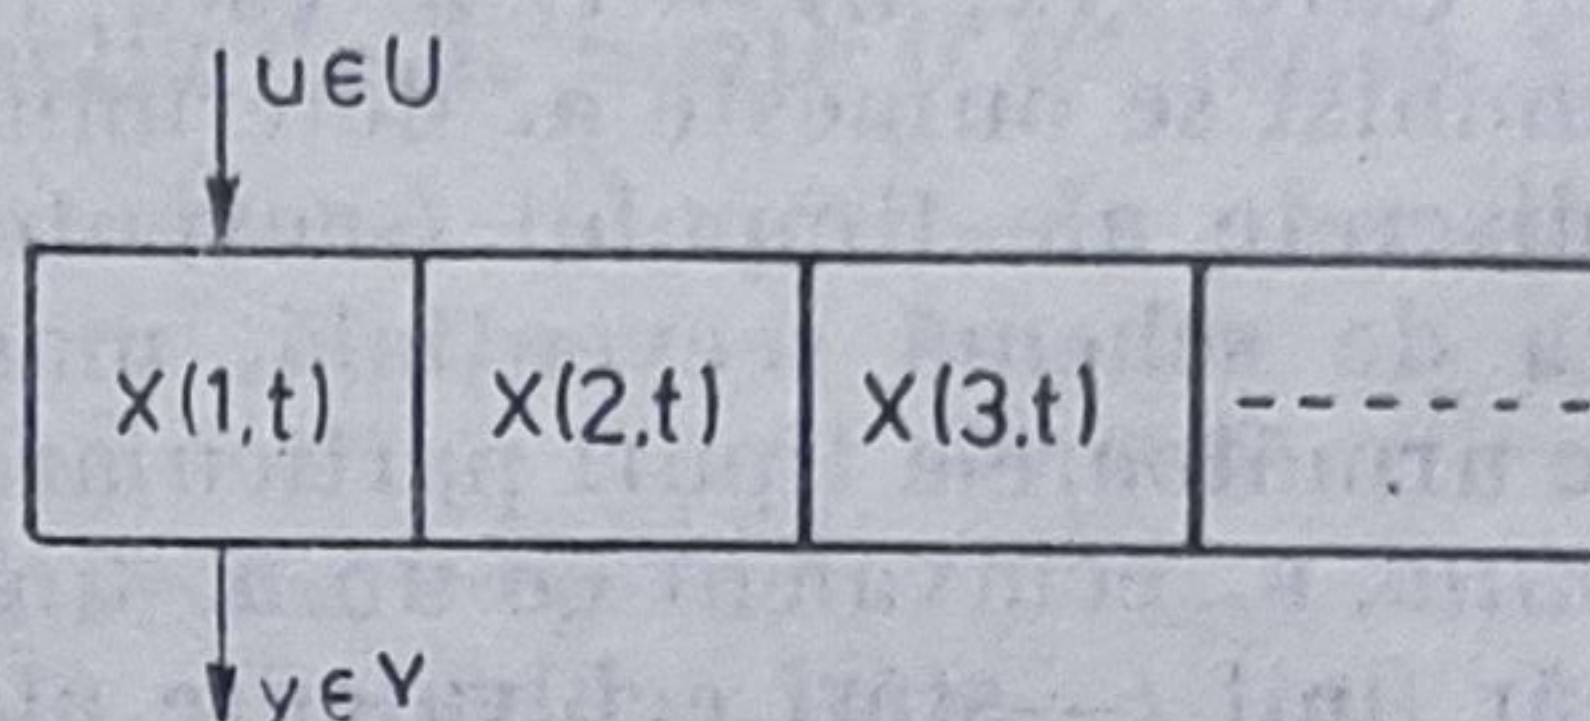 u∈U
X(1,t) X(2,t) X(3,t) ------
y∈Y